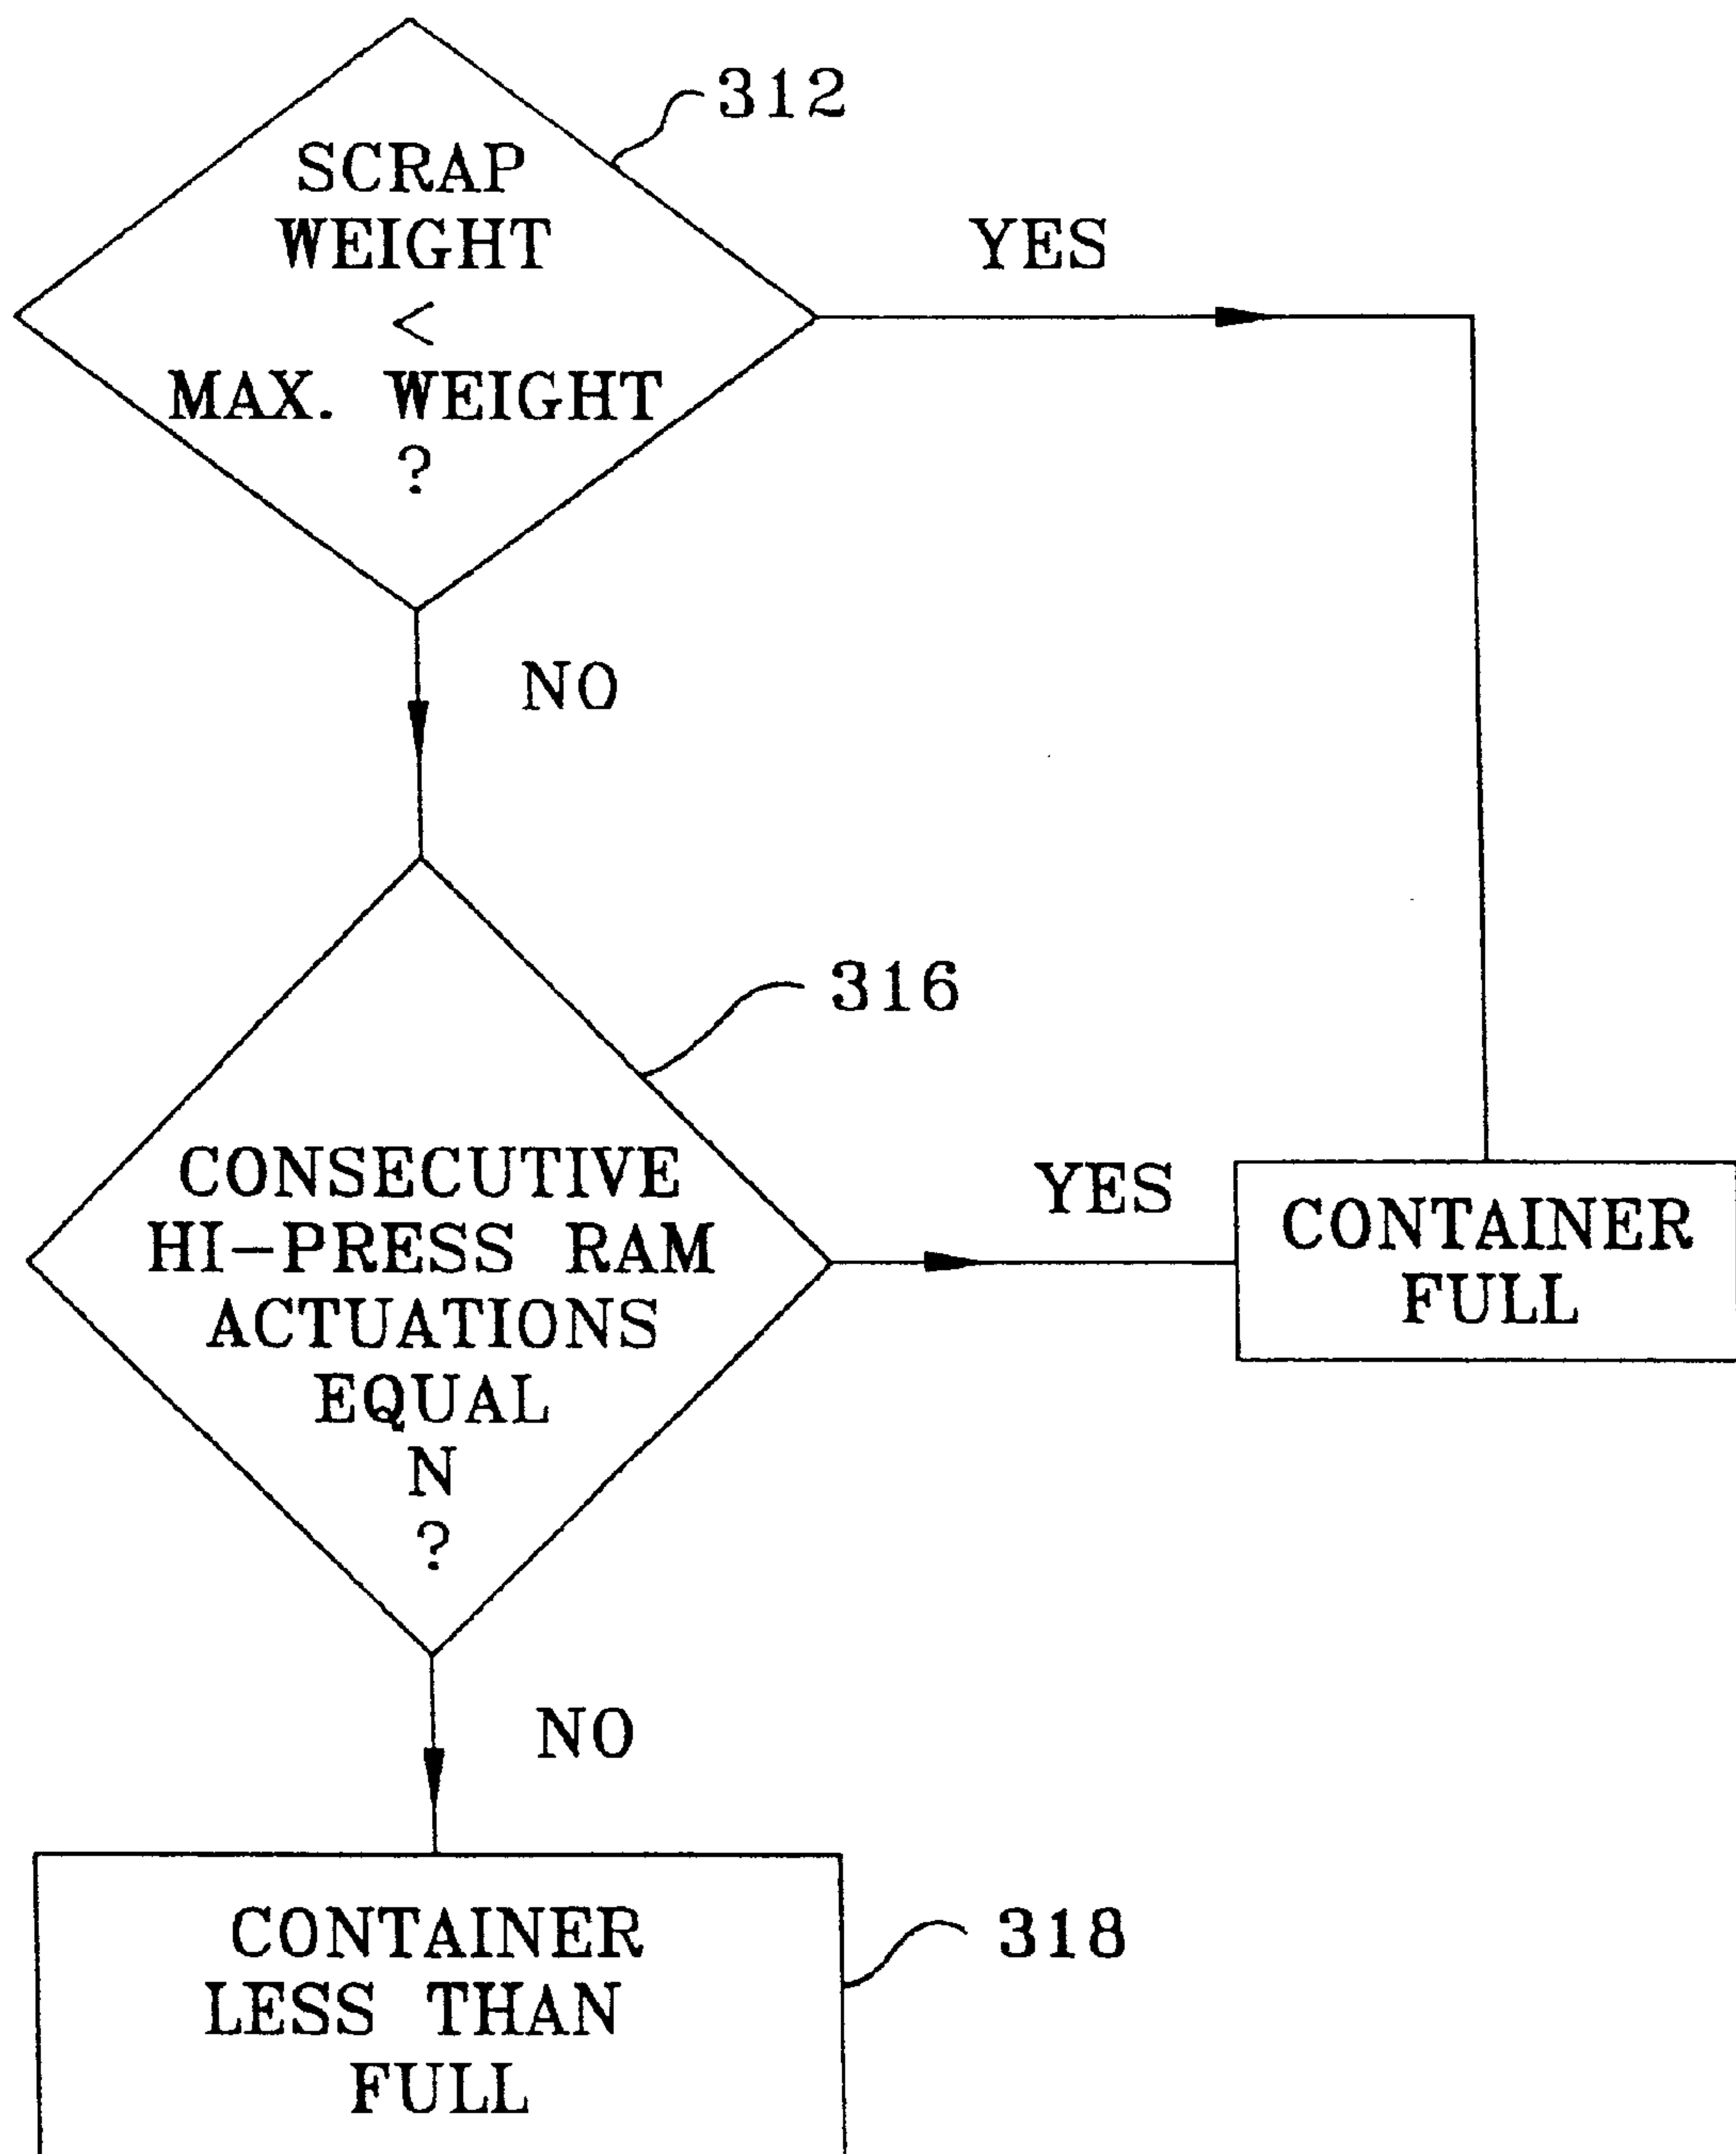 312
SCRAP
WEIGHT
<
MAX. WEIGHT
?
YES
NO
316
CONSECUTIVE
HI-PRESS RAM
ACTUATIONS
EQUAL
N
?
YES
CONTAINER
FULL
NO
CONTAINER
LESS THAN
FULL
318